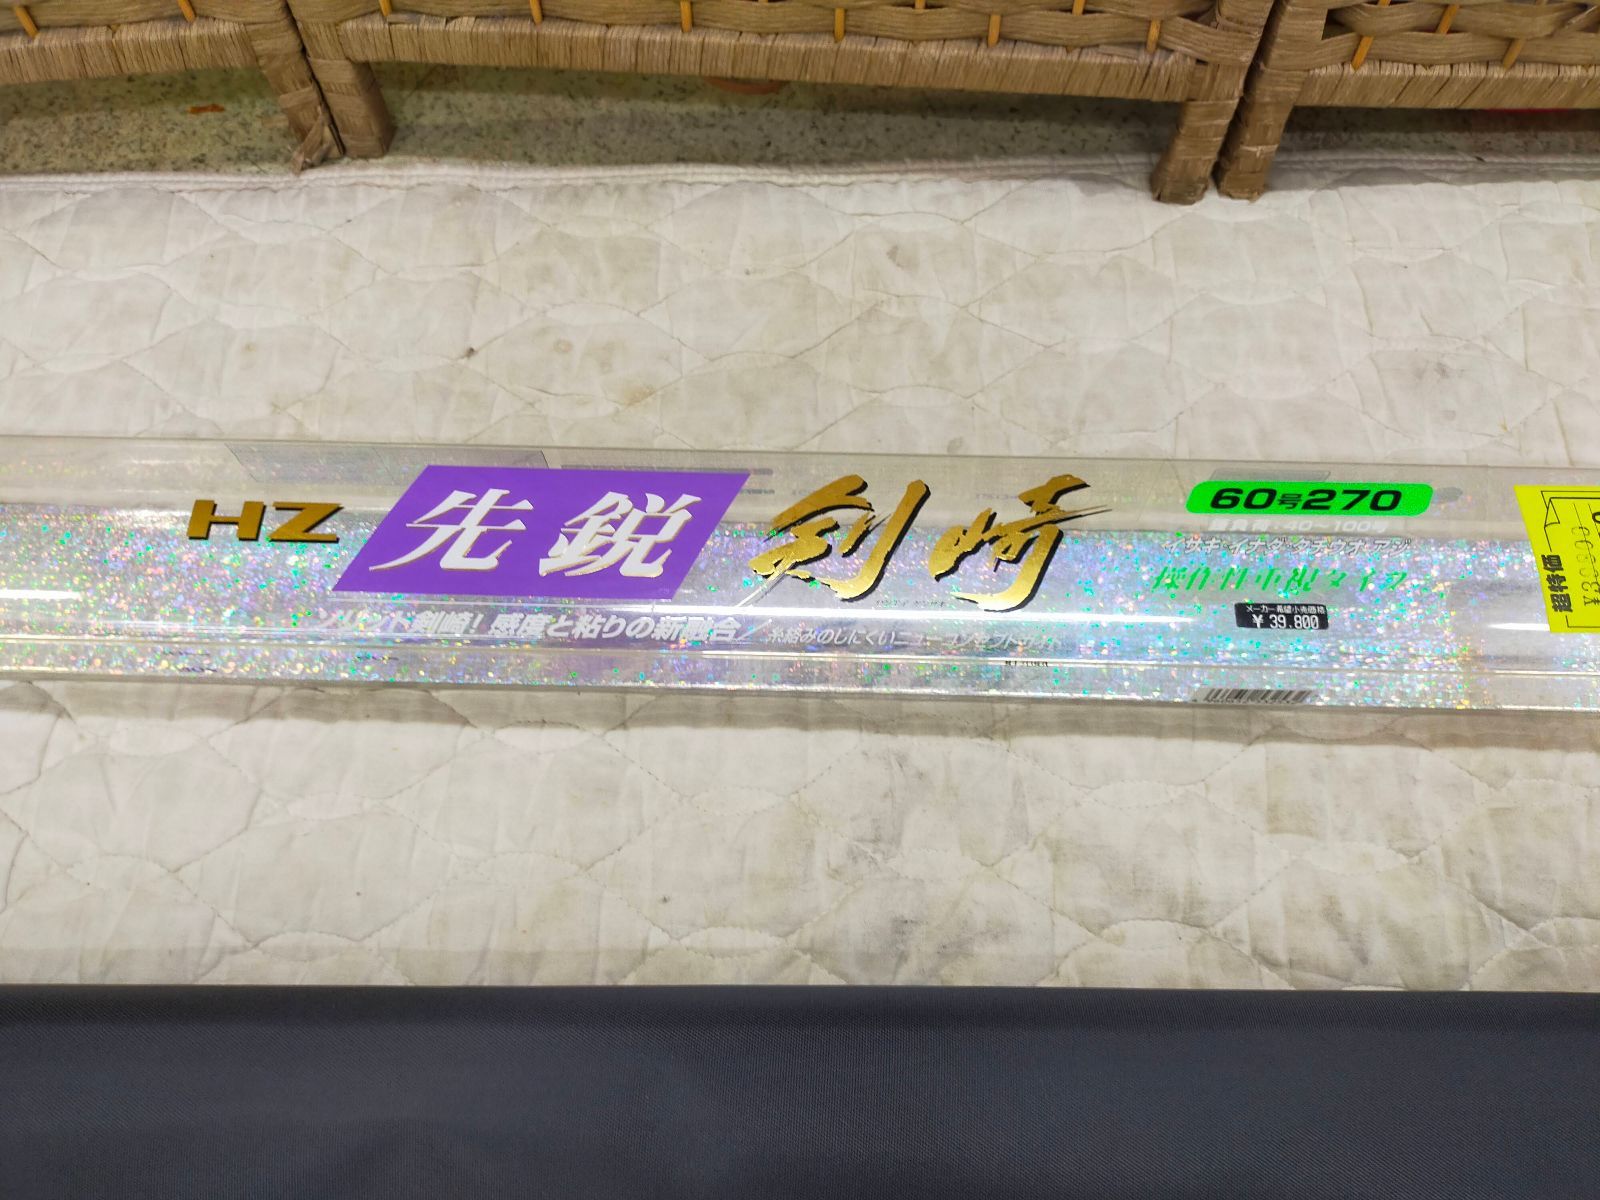 HZ 先鋭 剣崎
60号270
錘負荷:40~100号
イサキ・イナダ・タチウオ・アジ
操作性重視タイプ
メーカー希望小売価格
¥39,800
ソリッド剣崎!感度と粘りの新融合/糸絡みのしにくいニューコンセプト
超特価